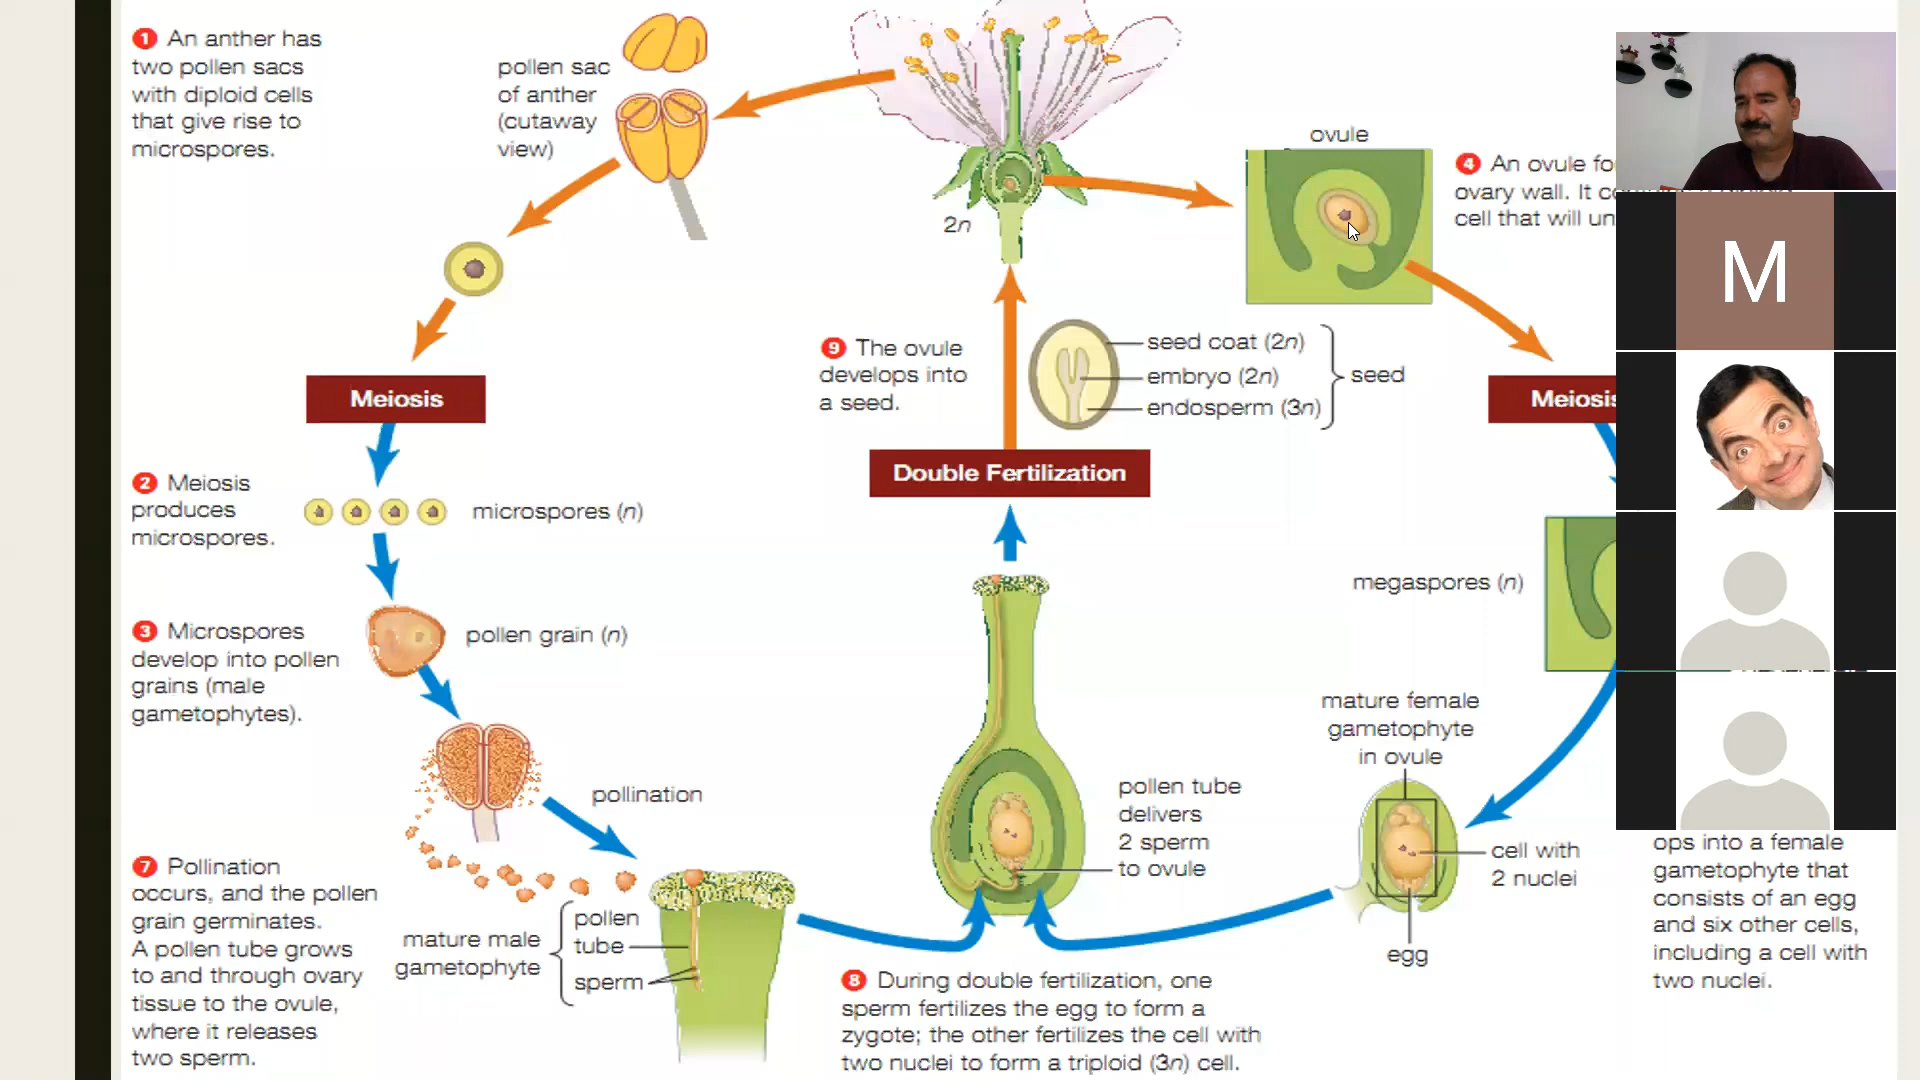 1 An anther has
two pollen sacs
with diploid cells
that give rise to
microspores.
pollen sac
of anther
(cutaway
view)
2n
ovule
4 An ovule fo
ovary wall. It
cell that will un
9 The ovule
develops into
a seed.
seed coat (2n)
embryo (2n)
endosperm (3n)
seed
Meiosis
Double Fertilization
Meiosis
2 Meiosis
produces
microspores.
microspores (n)
megaspores (n)
3 Microspores
develop into pollen
grains (male
gametophytes).
pollen grain (n)
pollination
mature female
gametophyte
in ovule
pollen tube
delivers
2 sperm
to ovule
cell with
2 nuclei
egg
7 Pollination
occurs, and the pollen
grain germinates.
A pollen tube grows
to and through ovary
tissue to the ovule,
where it releases
two sperm.
mature male
gametophyte
pollen
tube
sperm
8 During double fertilization, one
sperm fertilizes the egg to form a
zygote; the other fertilizes the cell with
two nuclei to form a triploid (3n) cell.
ops into a female
gametophyte that
consists of an egg
and six other cells,
including a cell with
two nuclei.
M